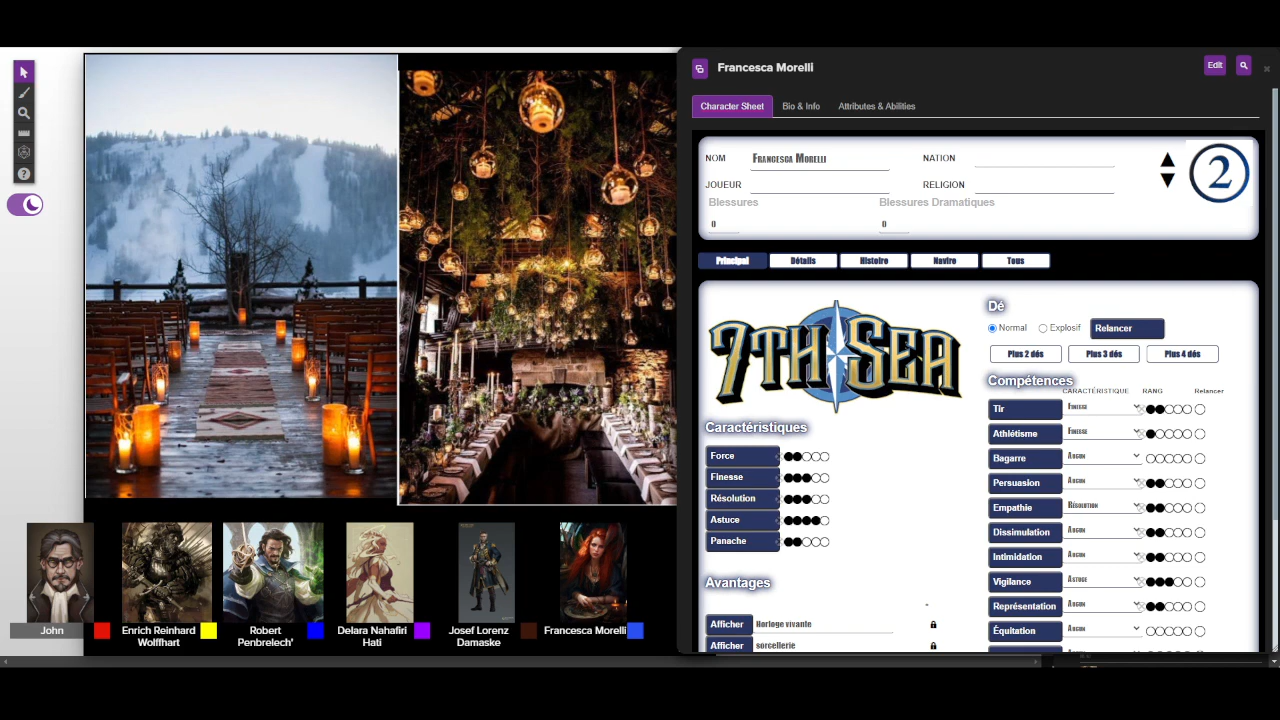 Francesca Morelli
Edit
Character Sheet
Bio & Info
Attributes & Abilities
NOM
Francesca Morelli
NATION
JOUEUR
RELIGION
2
Blessures
Blessures Dramatiques
0
0
Principal
Détails
Histoire
Navire
Tous
7TH SEA
Dé
Normal
Explosif
Relancer
Plus 2 dés
Plus 3 dés
Plus 4 dés
Compétences
CARACTÉRISTIQUE
RANG
Relancer
Tir
Finesse
Athlétisme
Finesse
Bagarre
Aucun
Persuasion
Aucun
Empathie
Résolution
Dissimulation
Aucun
Intimidation
Aucun
Vigilance
Astuce
Représentation
Aucun
Équitation
Aucun
Caractéristiques
Force
Finesse
Résolution
Astuce
Panache
Avantages
Afficher
Horloge vivante
Afficher
sorcellerie
John
Enrich Reinhard
Wolffhart
Robert
Penbrelech'
Delara Nahafiri
Hati
Josef Lorenz
Damaske
Francesca Morelli